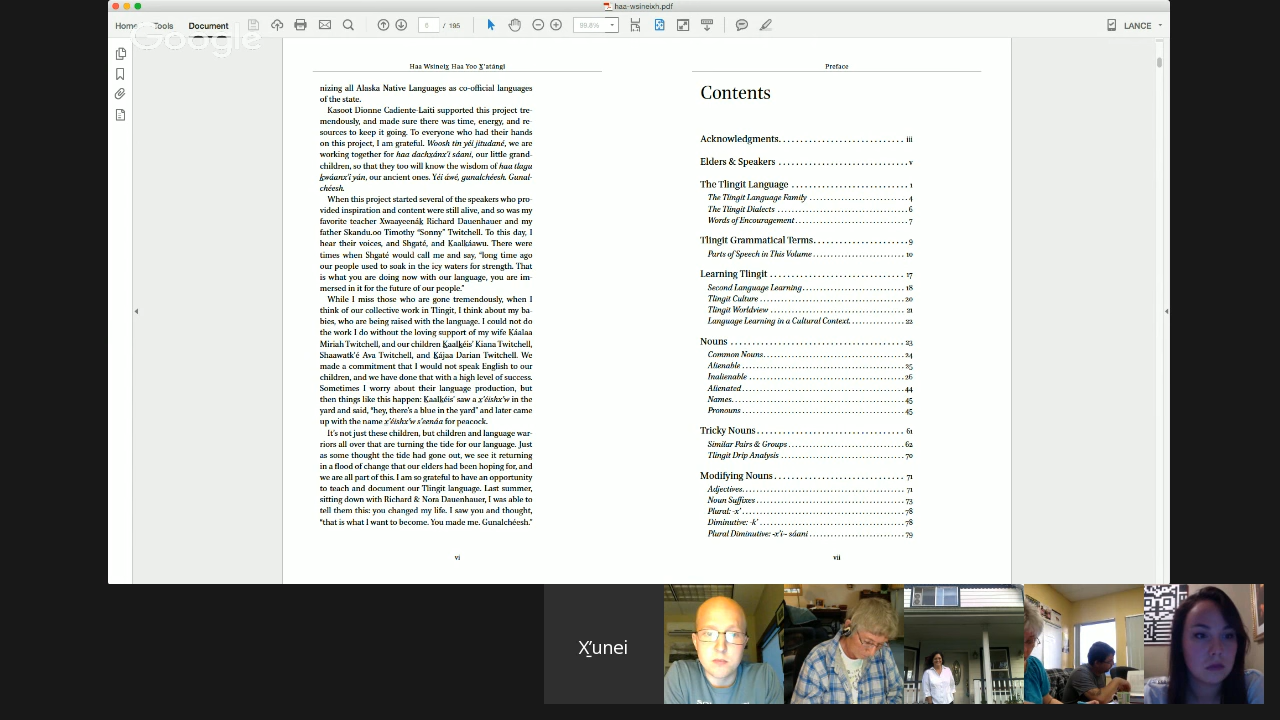 haa-wsineixh.pdf
Home Tools Document 6 / 195 99.8% LANCE
Google
Haa Wsineix̱ Haa Yoo X̱ʼatángi
nizing all Alaska Native Languages as co-official languages
of the state.
Kasoot Dionne Cadiente-Laiti supported this project tre-
mendously, and made sure there was time, energy, and re-
sources to keep it going. To everyone who had their hands
on this project, I am grateful. Woosh tin yéi jitudané, we are
working together for haa dachx̱ánxʼi sáani, our little grand-
children, so that they too will know the wisdom of haa tlagu
ḵwáanxʼi yán, our ancient ones. Yéi áwé, gunalchéesh. Gunal-
chéesh.
When this project started several of the speakers who pro-
vided inspiration and content were still alive, and so was my
favorite teacher Xwaayeenáḵ Richard Dauenhauer and my
father Skandu.oo Timothy “Sonny” Twitchell. To this day, I
hear their voices, and Shgaté, and Ḵaalḵáawu. There were
times when Shgaté would call me and say, “long time ago
our people used to soak in the icy waters for strength. That
is what you are doing now with our language, you are im-
mersed in it for the future of our people.”
While I miss those who are gone tremendously, when I
think of our collective work in Tlingit, I think about my ba-
bies, who are being raised with the language. I could not do
the work I do without the loving support of my wife Ḵáalaa
Miriah Twitchell, and our children Ḵaalḵéisʼ Kiana Twitchell,
Shaawatḵʼé Ava Twitchell, and Ḵájaa Darian Twitchell. We
made a commitment that I would not speak English to our
children, and we have done that with a high level of success.
Sometimes I worry about their language production, but
then things like this happen: Ḵaalḵéisʼ saw a xʼéishxʼw in the
yard and said, “hey, there’s a blue in the yard” and later came
up with the name xʼéishxʼw sʼeenáa for peacock.
It’s not just these children, but children and language war-
riors all over that are turning the tide for our language. Just
as some thought the tide had gone out, we see it returning
in a flood of change that our elders had been hoping for, and
we are all part of this. I am so grateful to have an opportunity
to teach and document our Tlingit language. Last summer,
sitting down with Richard & Nora Dauenhauer, I was able to
tell them this: you changed my life. I saw you and thought,
“that is what I want to become. You made me. Gunalchéesh.”
vi
Preface
Contents
Acknowledgments. . . . . . . . . . . . . . . . . . . . . . . . . . iii
Elders & Speakers . . . . . . . . . . . . . . . . . . . . . . . . . . v
The Tlingit Language . . . . . . . . . . . . . . . . . . . . . . . 1
The Tlingit Language Family . . . . . . . . . . . . . . . . . . . . 4
The Tlingit Dialects . . . . . . . . . . . . . . . . . . . . . . . . . . 6
Words of Encouragement . . . . . . . . . . . . . . . . . . . . . . 7
Tlingit Grammatical Terms. . . . . . . . . . . . . . . . . . . 9
Parts of Speech in This Volume . . . . . . . . . . . . . . . . . . 10
Learning Tlingit . . . . . . . . . . . . . . . . . . . . . . . . . . . 17
Second Language Learning. . . . . . . . . . . . . . . . . . . . . 18
Tlingit Culture . . . . . . . . . . . . . . . . . . . . . . . . . . . . . 20
Tlingit Worldview . . . . . . . . . . . . . . . . . . . . . . . . . . . 21
Language Learning in a Cultural Context. . . . . . . . . . . . 22
Nouns . . . . . . . . . . . . . . . . . . . . . . . . . . . . . . . . . . 23
Common Nouns. . . . . . . . . . . . . . . . . . . . . . . . . . . . 24
Alienable . . . . . . . . . . . . . . . . . . . . . . . . . . . . . . . . 25
Inalienable . . . . . . . . . . . . . . . . . . . . . . . . . . . . . . . 26
Alienated . . . . . . . . . . . . . . . . . . . . . . . . . . . . . . . . 44
Names. . . . . . . . . . . . . . . . . . . . . . . . . . . . . . . . . . 45
Pronouns . . . . . . . . . . . . . . . . . . . . . . . . . . . . . . . . 45
Tricky Nouns . . . . . . . . . . . . . . . . . . . . . . . . . . . . . 61
Similar Pairs & Groups . . . . . . . . . . . . . . . . . . . . . . . . 62
Tlingit Drip Analysis . . . . . . . . . . . . . . . . . . . . . . . . . 70
Modifying Nouns . . . . . . . . . . . . . . . . . . . . . . . . . . 71
Adjectives. . . . . . . . . . . . . . . . . . . . . . . . . . . . . . . . 71
Noun Suffixes . . . . . . . . . . . . . . . . . . . . . . . . . . . . . 73
Plural: -xʼ . . . . . . . . . . . . . . . . . . . . . . . . . . . . . . . . 78
Diminutive: -kʼ . . . . . . . . . . . . . . . . . . . . . . . . . . . . 78
Plural Diminutive: -xʼi~ sáani . . . . . . . . . . . . . . . . . . . 79
vii
X̱ʼunei